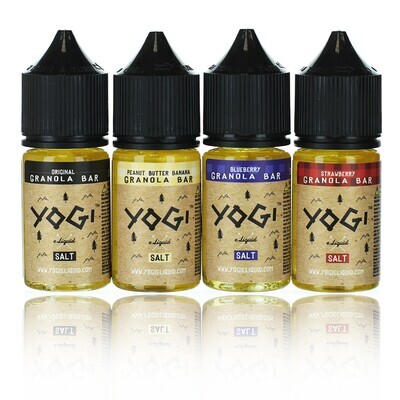 ORIGINAL
GRANOLA BAR
YOGI
e-Liquid
SALT
WWW.YOGIELIQUID.COM
PEANUT BUTTER BANANA
GRANOLA BAR
YOGI
e-Liquid
SALT
WWW.YOGIELIQUID.COM
BLUEBERRY
GRANOLA BAR
YOGI
e-Liquid
SALT
WWW.YOGIELIQUID.COM
STRAWBERRY
GRANOLA BAR
YOGI
e-Liquid
SALT
WWW.YOGIELIQUID.COM